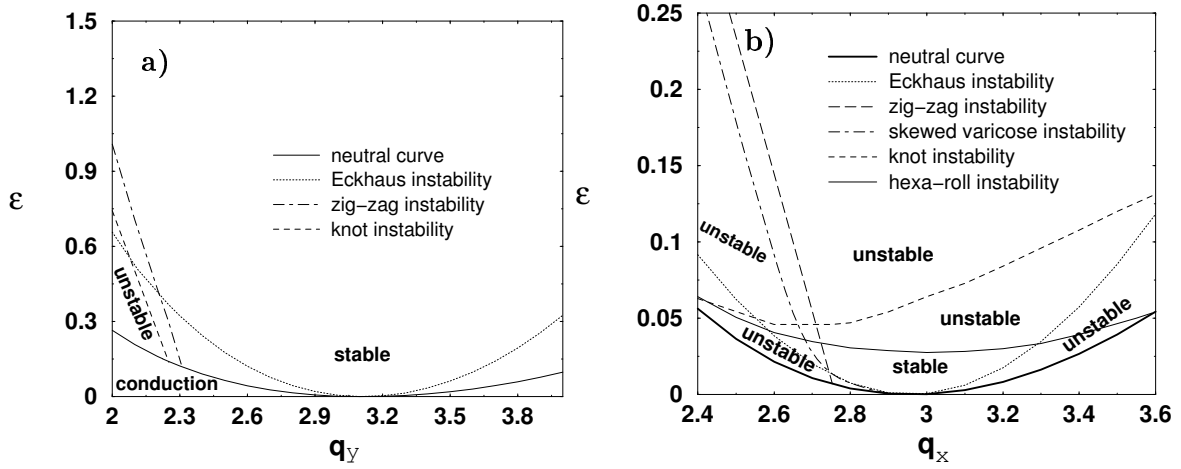 a)
1.5
1.2
0.9
0.6
0.3
0
ε
neutral curve
Eckhaus instability
zig−zag instability
knot instability
unstable
stable
conduction
2
2.3
2.6
2.9
3.2
3.5
3.8
qy
b)
0.25
0.2
0.15
0.1
0.05
0
ε
neutral curve
Eckhaus instability
zig−zag instability
skewed varicose instability
knot instability
hexa−roll instability
unstable
unstable
unstable
unstable
unstable
stable
2.4
2.6
2.8
3
3.2
3.4
3.6
qx